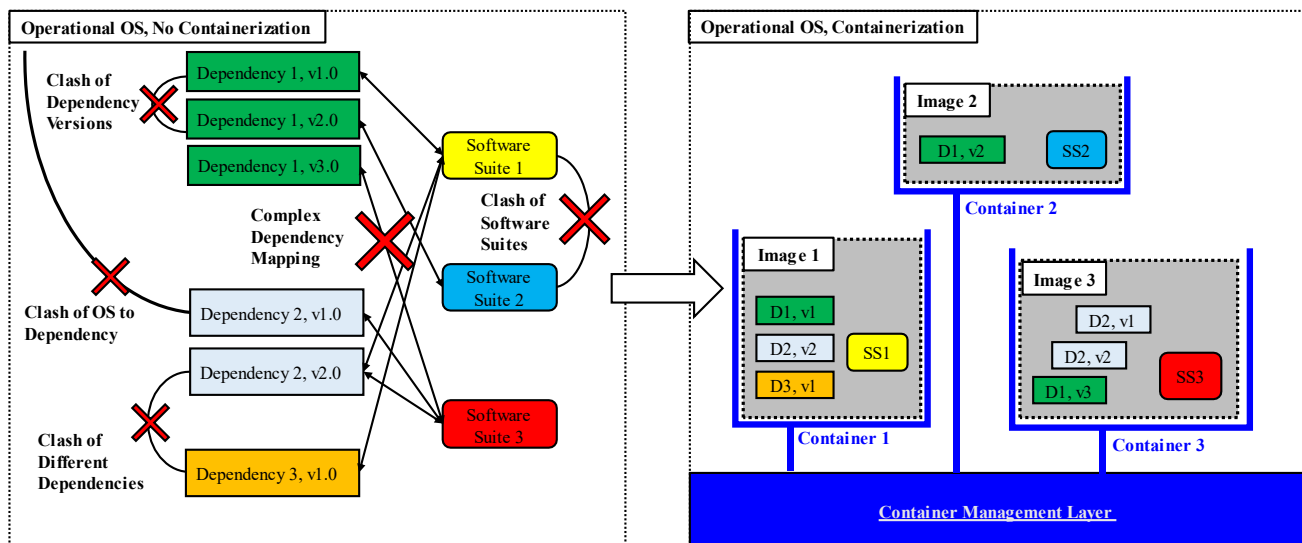 Operational OS, No Containerization
Clash of
Dependency
Versions
Dependency 1, v1.0
Dependency 1, v2.0
Dependency 1, v3.0
Software
Suite 1
Complex
Dependency
Mapping
Clash of
Software
Suites
Software
Suite 2
Clash of OS to
Dependency
Dependency 2, v1.0
Dependency 2, v2.0
Software
Suite 3
Clash of
Different
Dependencies
Dependency 3, v1.0
Operational OS, Containerization
Image 2
D1, v2
SS2
Container 2
Image 1
D1, v1
D2, v2
D3, v1
SS1
Container 1
Image 3
D2, v1
D2, v2
D1, v3
SS3
Container 3
Container Management Layer